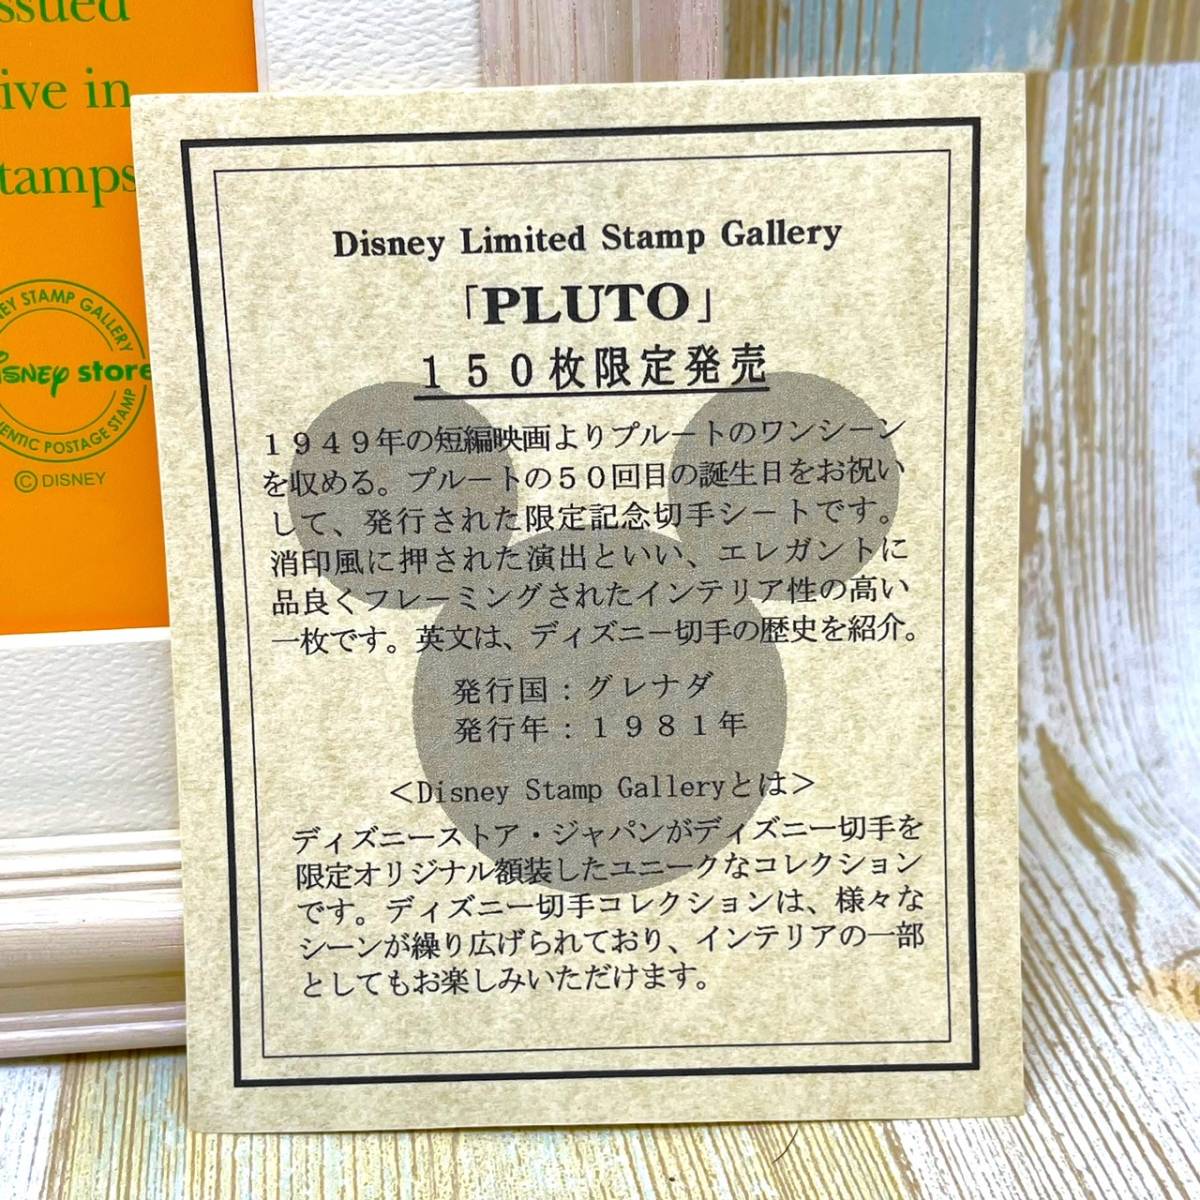 ssued
ive in
tamps
EY STAMP GALLERY
Disney store
ENTIC POSTAGE STAMP
©DISNEY
Disney Limited Stamp Gallery
「PLUTO」
１５０枚限定発売
１９４９年の短編映画よりプルートのワンシーン
を収める。プルートの５０回目の誕生日をお祝い
して、発行された限定記念切手シートです。
消印風に押された演出といい、エレガントに
品良くフレーミングされたインテリア性の高い
一枚です。英文は、ディズニー切手の歴史を紹介。
発行国：グレナダ
発行年：１９８１年
＜Disney Stamp Galleryとは＞
ディズニーストア・ジャパンがディズニー切手を
限定オリジナル額装したユニークなコレクション
です。ディズニー切手コレクションは、様々な
シーンが繰り広げられており、インテリアの一部
としてもお楽しみいただけます。